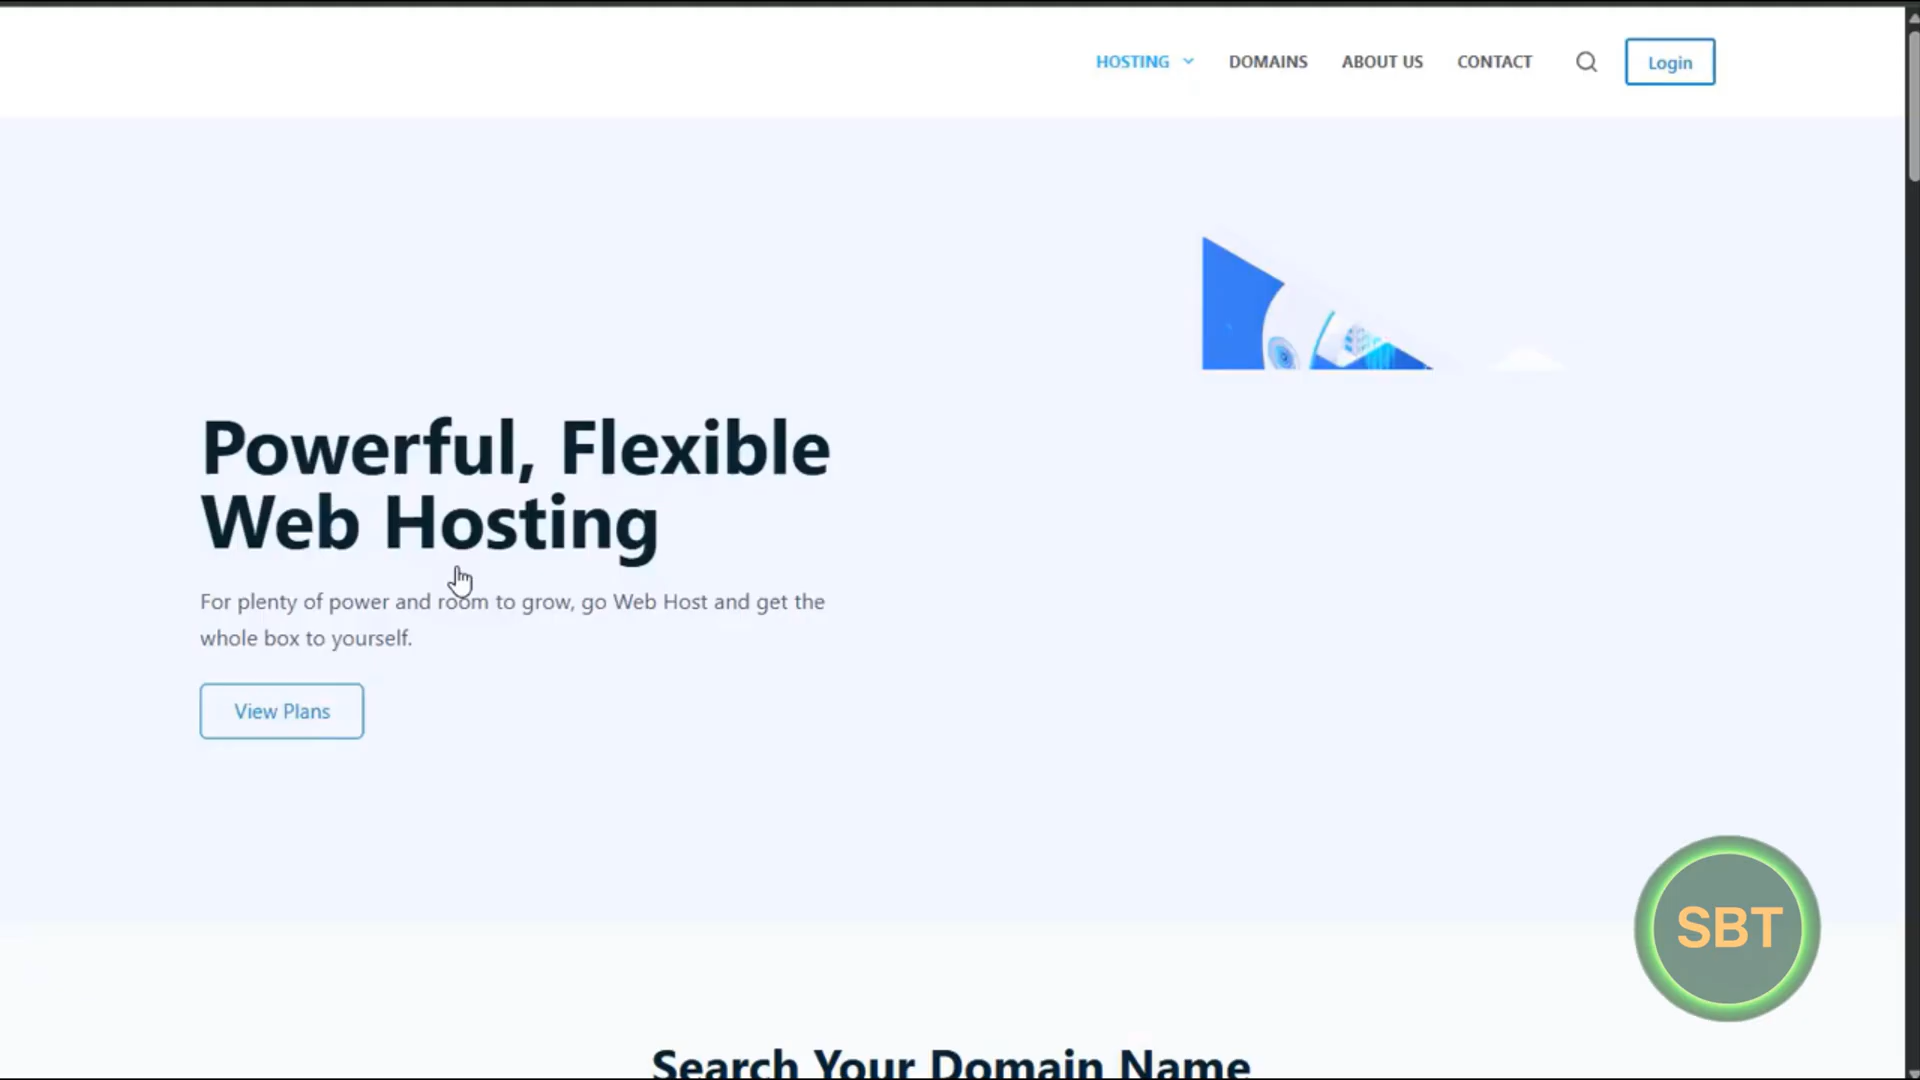 HOSTING DOMAINS ABOUT US CONTACT Login
Powerful, Flexible
Web Hosting
For plenty of power and room to grow, go Web Host and get the
whole box to yourself.
View Plans
SBT
Search Your Domain Name